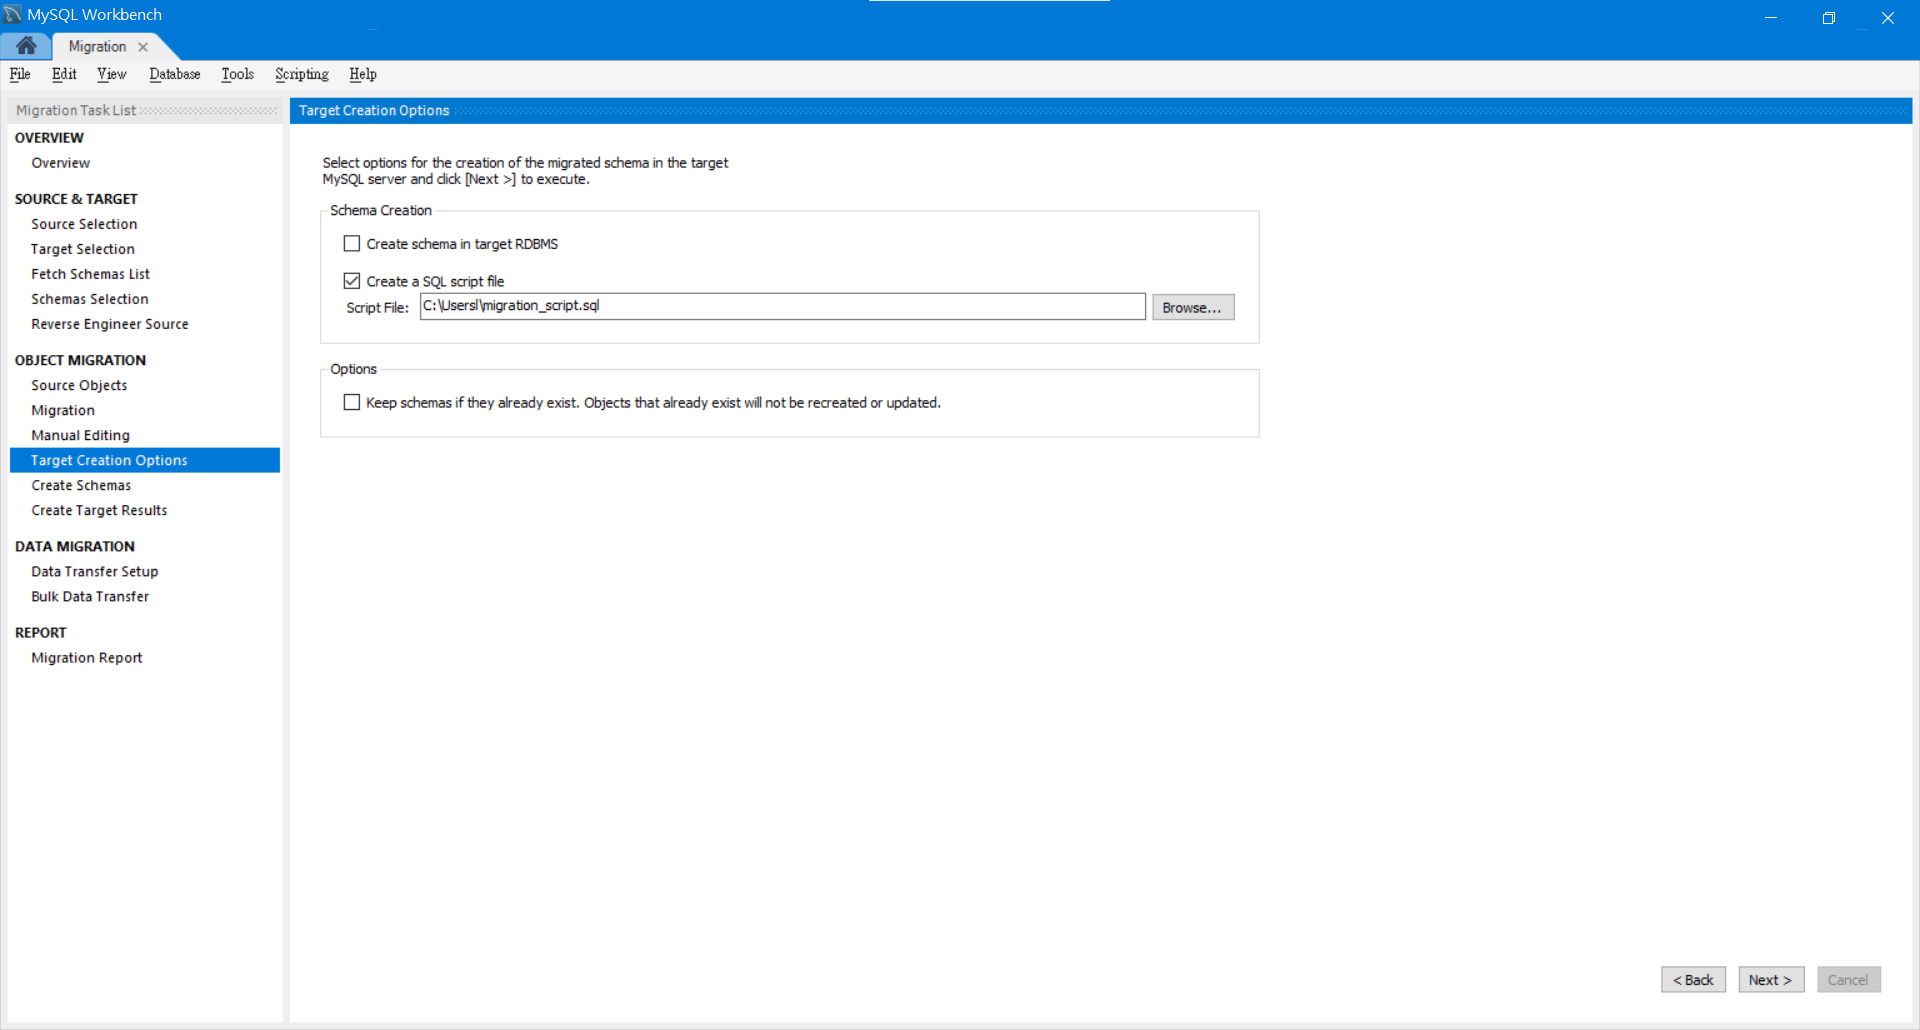 MySQL Workbench
Migration
File Edit View Database Tools Scripting Help
Migration Task List
OVERVIEW
Overview
SOURCE & TARGET
Source Selection
Target Selection
Fetch Schemas List
Schemas Selection
Reverse Engineer Source
OBJECT MIGRATION
Source Objects
Migration
Manual Editing
Target Creation Options
Create Schemas
Create Target Results
DATA MIGRATION
Data Transfer Setup
Bulk Data Transfer
REPORT
Migration Report
Target Creation Options
Select options for the creation of the migrated schema in the target
MySQL server and click [Next >] to execute.
Schema Creation
Create schema in target RDBMS
Create a SQL script file
Script File: C:\Usersl\migration_script.sql Browse...
Options
Keep schemas if they already exist. Objects that already exist will not be recreated or updated.
< Back Next > Cancel